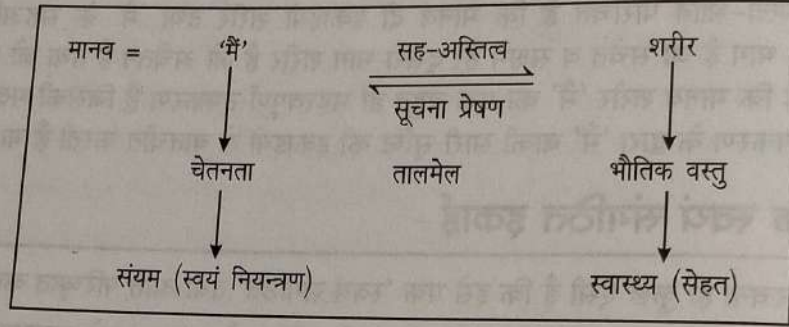 मानव = 'मैं' सह-अस्तित्व शरीर
सूचना प्रेषण
चेतनता तालमेल भौतिक वस्तु
संयम (स्वयं नियन्त्रण) स्वास्थ्य (सेहत)